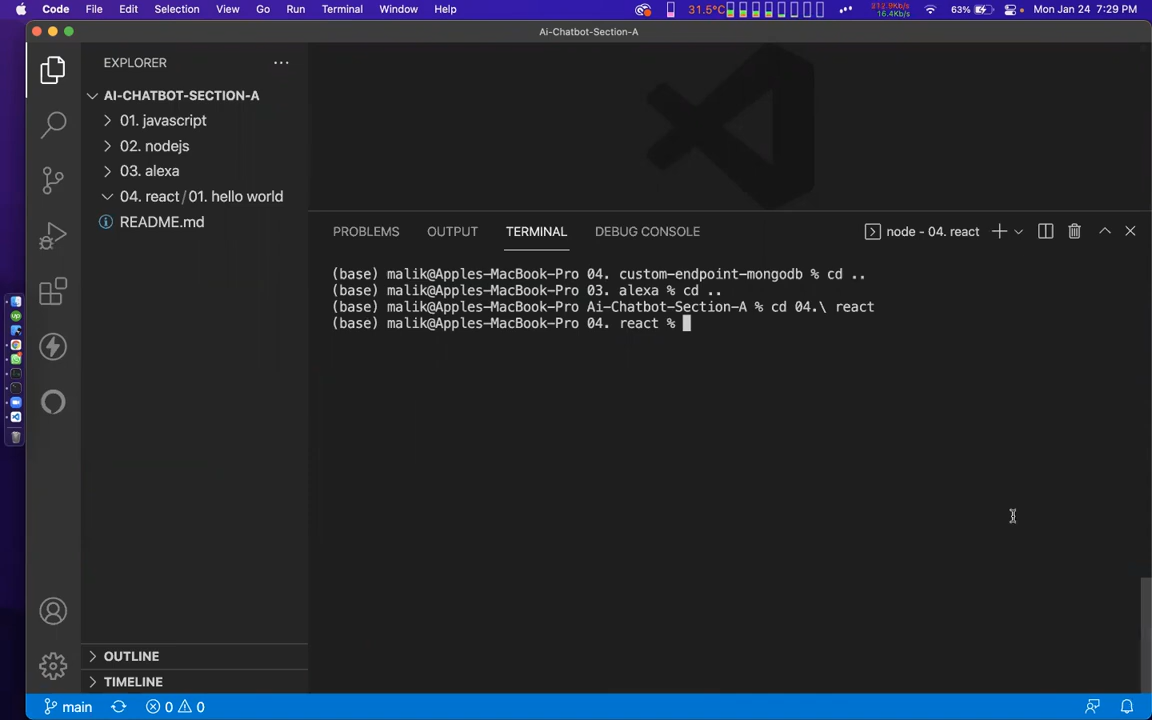 Code File Edit Selection View Go Run Terminal Window Help 31.5°C 63% Mon Jan 24 7:29 PM
16.4Kb/s
Ai-Chatbot-Section-A
EXPLORER
AI-CHATBOT-SECTION-A
01. javascript
02. nodejs
03. alexa
04. react/01. hello world
README.md
PROBLEMS OUTPUT TERMINAL DEBUG CONSOLE node - 04. react
(base) malik@Apples-MacBook-Pro 04. custom-endpoint-mongodb % cd ..
(base) malik@Apples-MacBook-Pro 03. alexa % cd ..
(base) malik@Apples-MacBook-Pro Ai-Chatbot-Section-A % cd 04.\ react
(base) malik@Apples-MacBook-Pro 04. react %
OUTLINE
TIMELINE
main 0 0